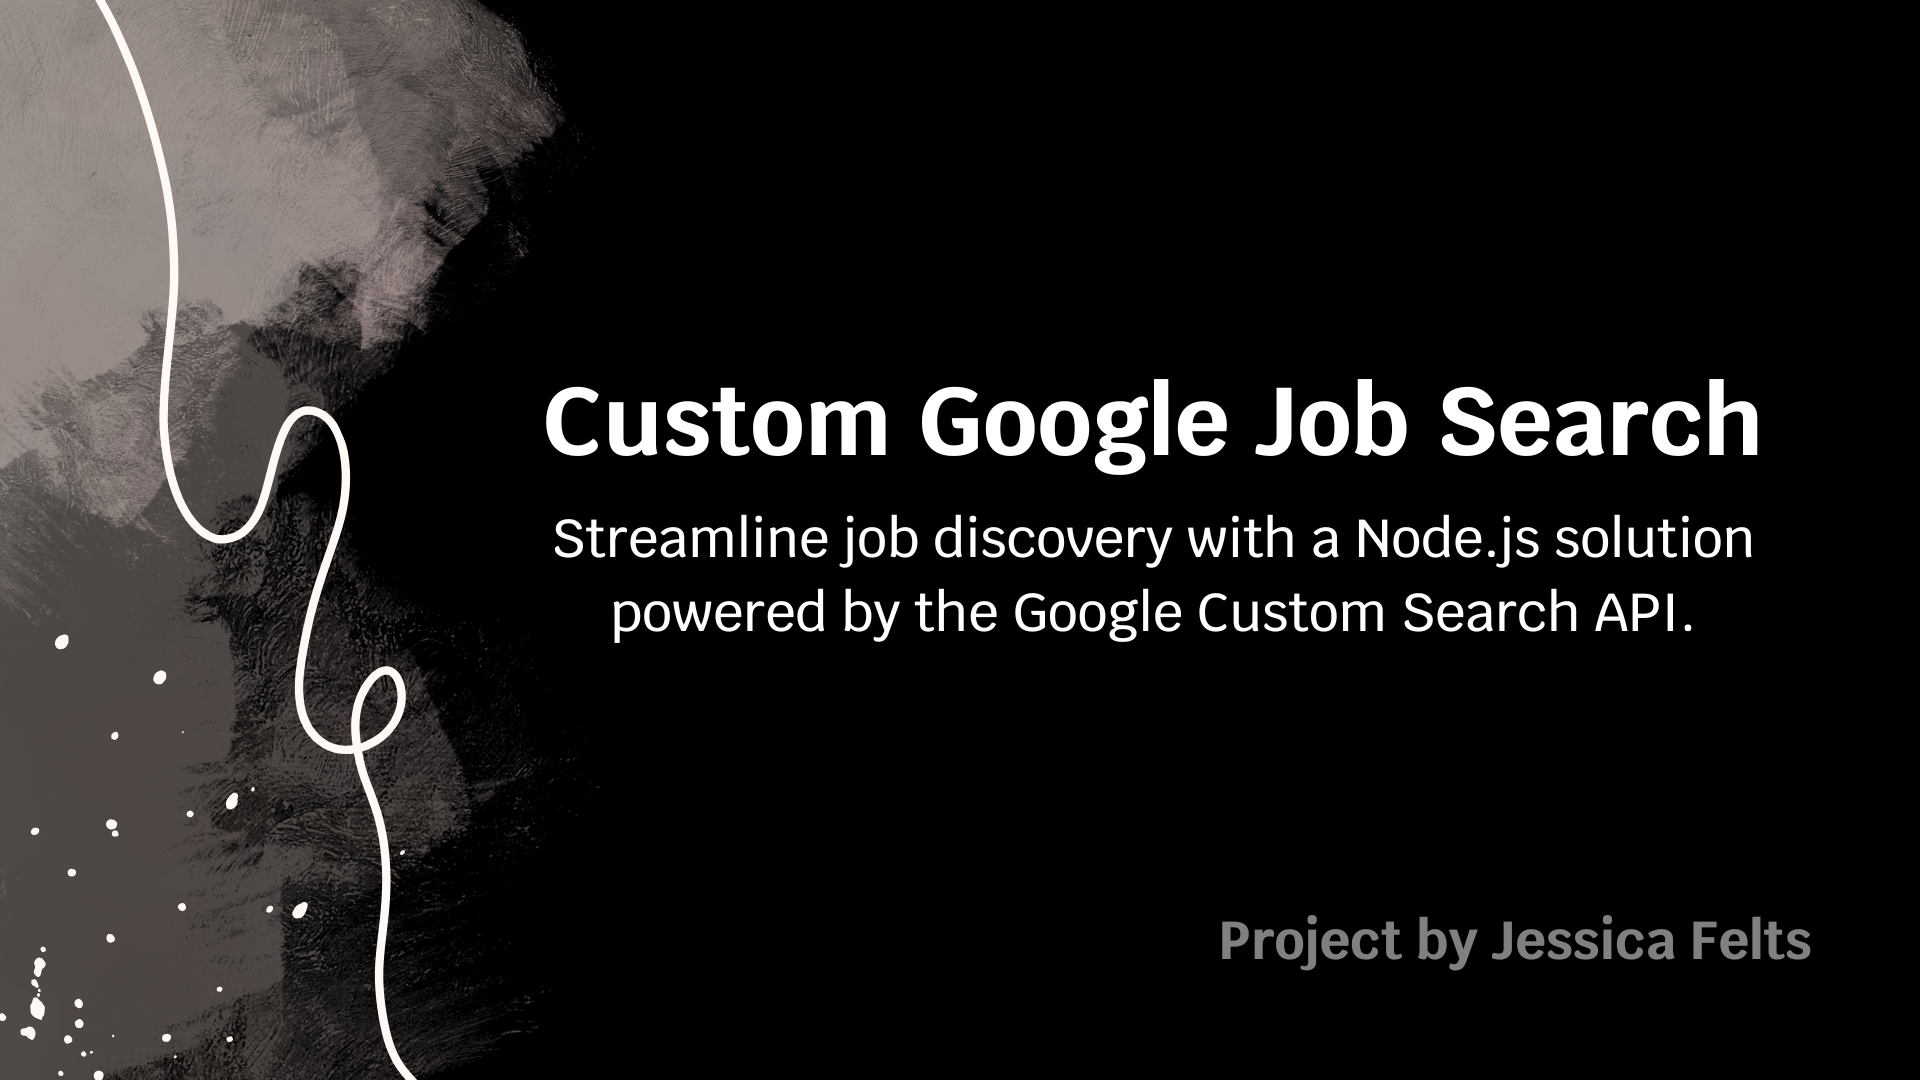 Custom Google Job Search
Streamline job discovery with a Node.js solution
powered by the Google Custom Search API.
Project by Jessica Felts